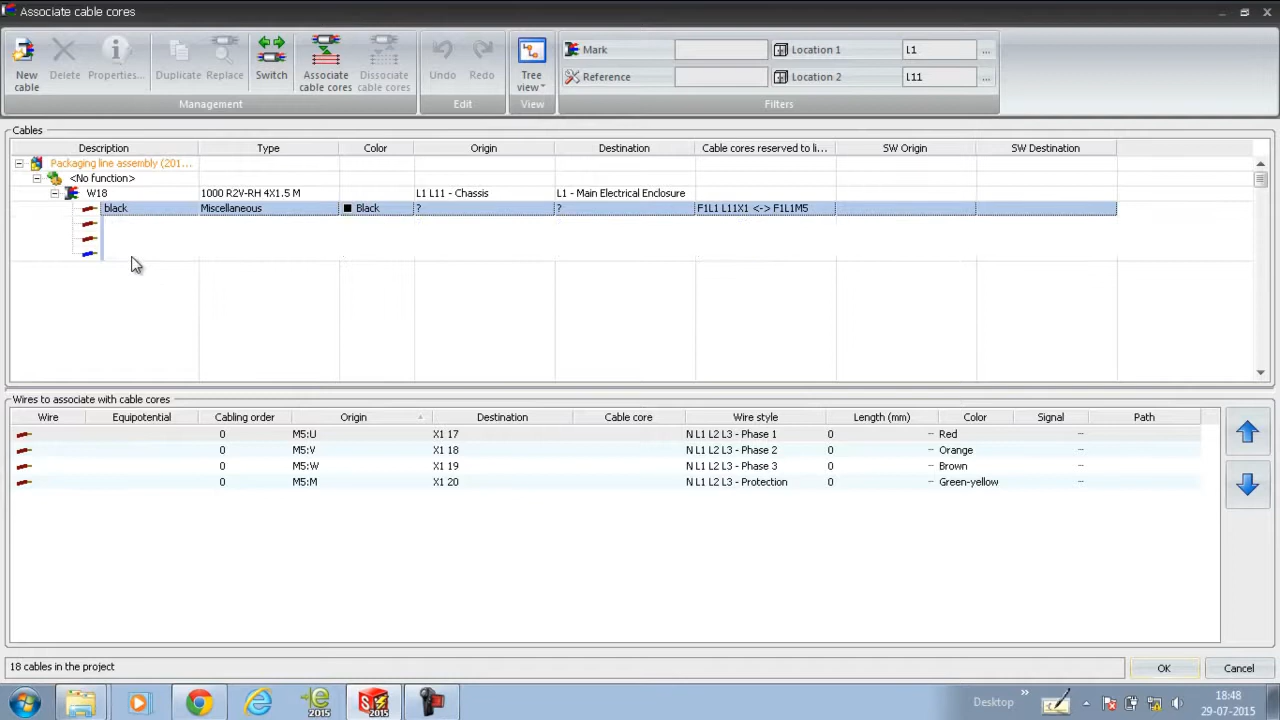 Associate cable cores
New cable
Delete
Properties...
Duplicate
Replace
Switch
Associate cable cores
Dissociate cable cores
Undo
Redo
Tree view
Mark
Reference
Location 1
L1
...
Location 2
L11
...
Management
Edit
View
Filters
Cables
Description Type Color Origin Destination Cable cores reserved to li... SW Origin SW Destination
Packaging line assembly (201...
<No function>
W18 1000 R2V-RH 4X1.5 M L1 L11 - Chassis L1 - Main Electrical Enclosure
black Miscellaneous Black ? ? F1L1 L11X1 <-> F1L1M5
Wires to associate with cable cores
Wire Equipotential Cabling order Origin Destination Cable core Wire style Length (mm) Color Signal Path
0 M5:U X1 17 N L1 L2 L3 - Phase 1 0 -- Red --
0 M5:V X1 18 N L1 L2 L3 - Phase 2 0 -- Orange --
0 M5:W X1 19 N L1 L2 L3 - Phase 3 0 -- Brown --
0 M5:M X1 20 N L1 L2 L3 - Protection 0 -- Green-yellow --
18 cables in the project
OK
Cancel
2015
S
2015
Desktop
»
18:48
29-07-2015